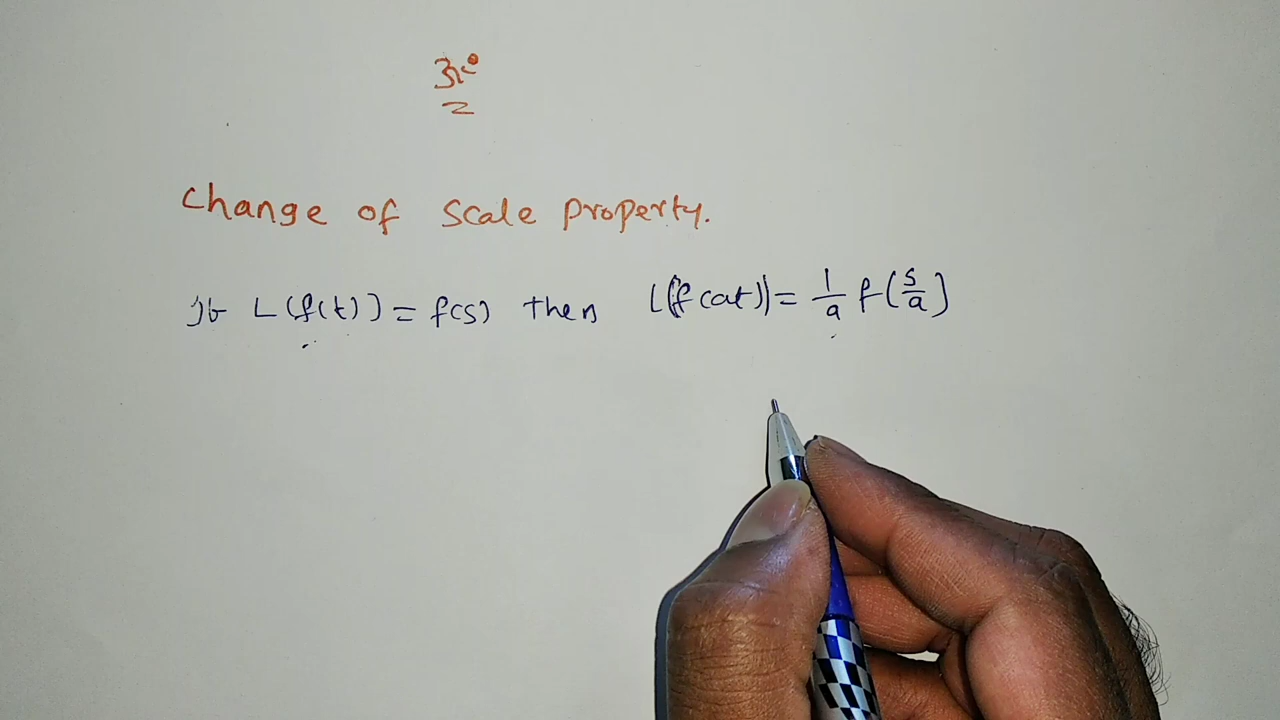 Change of scale property.
If L(f(t)) = f(s) then L(f(at)) = 1/a f(s/a)